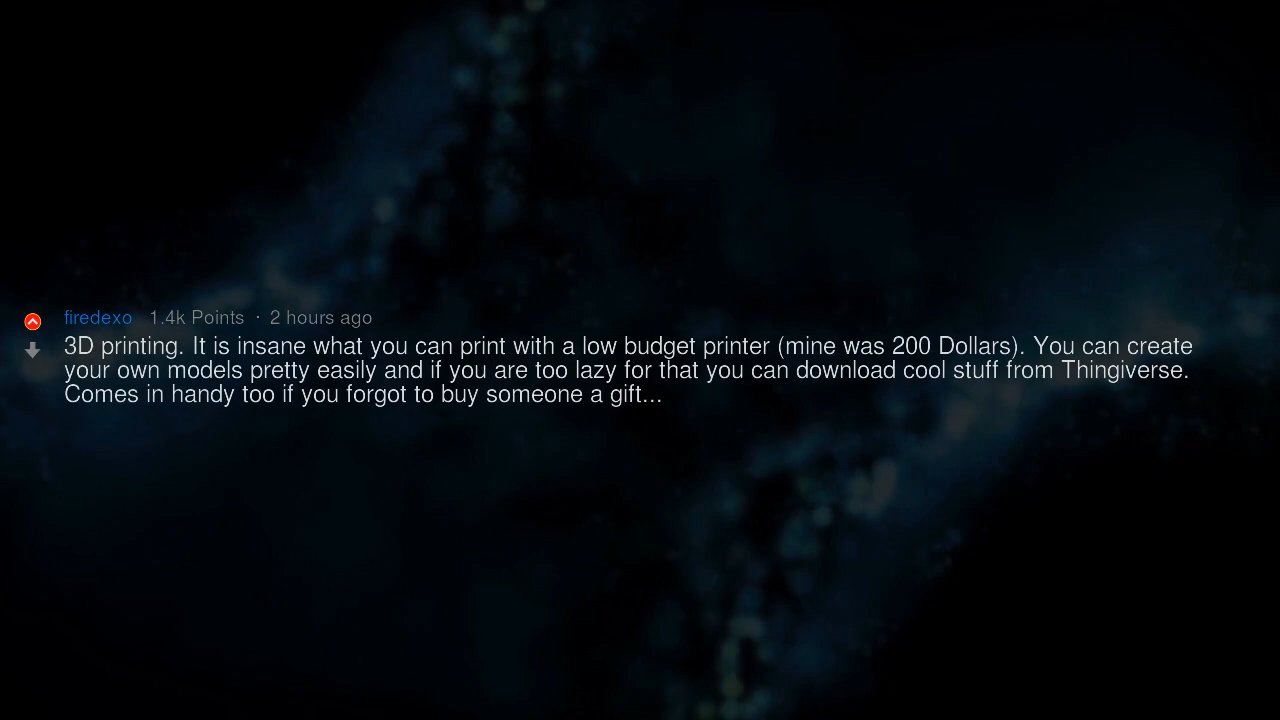 firedexo 1.4k Points · 2 hours ago
3D printing. It is insane what you can print with a low budget printer (mine was 200 Dollars). You can create
your own models pretty easily and if you are too lazy for that you can download cool stuff from Thingiverse.
Comes in handy too if you forgot to buy someone a gift...